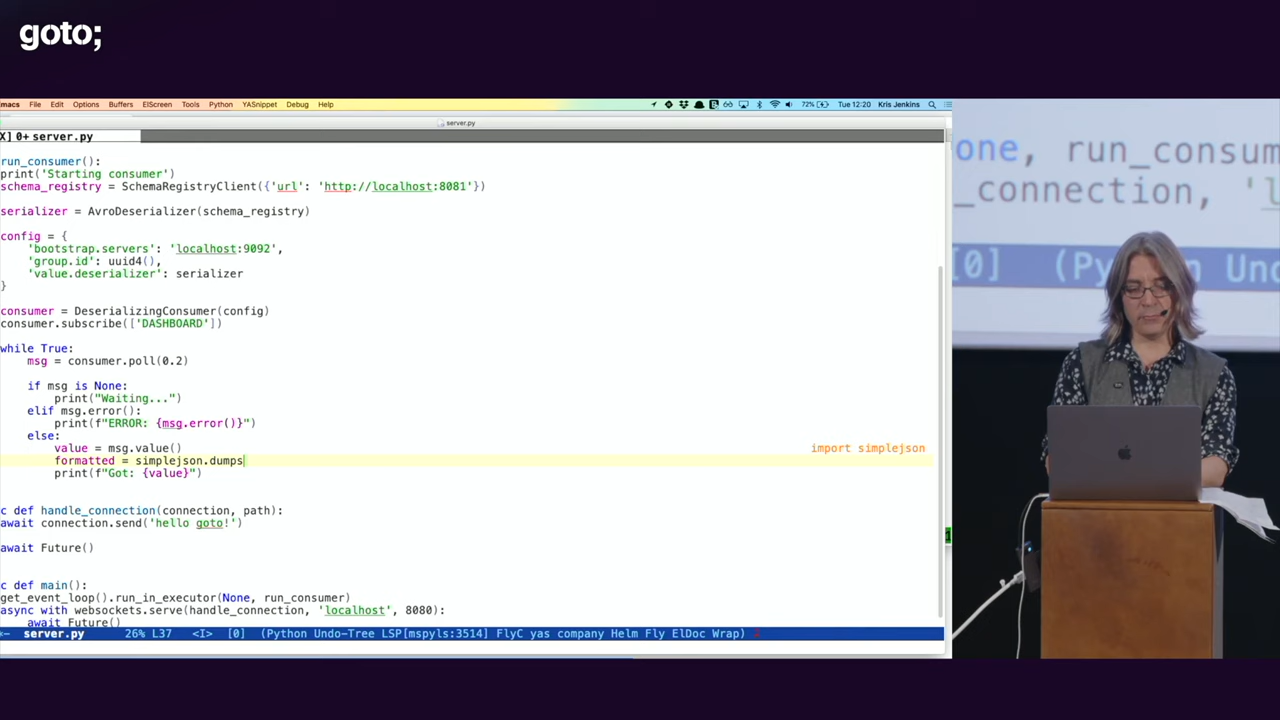 goto;
macs File Edit Options Buffers ElScreen Tools Python YASnippet Debug Help 72% Tue 12:20 Kris Jenkins
server.py
X] 0+ server.py
run_consumer():
print('Starting consumer')
schema_registry = SchemaRegistryClient({'url': 'http://localhost:8081'})
serializer = AvroDeserializer(schema_registry)
config = {
'bootstrap.servers': 'localhost:9092',
'group.id': uuid4(),
'value.deserializer': serializer
}
consumer = DeserializingConsumer(config)
consumer.subscribe(['DASHBOARD'])
while True:
msg = consumer.poll(0.2)
if msg is None:
print("Waiting...")
elif msg.error():
print(f"ERROR: {msg.error()}")
else:
value = msg.value()
import simplejson
formatted = simplejson.dumps
print(f"Got: {value}")
c def handle_connection(connection, path):
await connection.send('hello goto!')
await Future()
c def main():
get_event_loop().run_in_executor(None, run_consumer)
async with websockets.serve(handle_connection, 'localhost', 8080):
await Future()
server.py 26% L37 <I> [0] (Python Undo-Tree LSP[mspyls:3514] FlyC yas company Helm Fly ElDoc Wrap)
one, run_consum
_connection, 'l
[0] (Python Undo